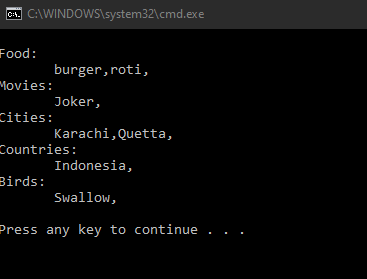 C:\WINDOWS\system32\cmd.exe
Food:
burger,roti,
Movies:
Joker,
Cities:
Karachi,Quetta,
Countries:
Indonesia,
Birds:
Swallow,
Press any key to continue . . .